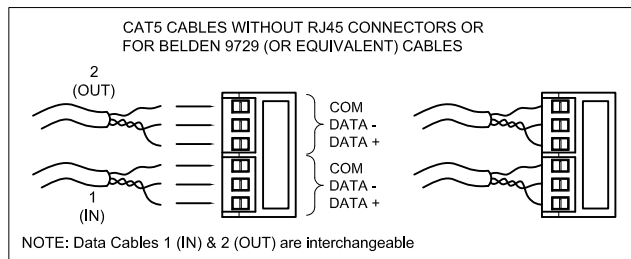 CAT5 CABLES WITHOUT RJ45 CONNECTORS OR
FOR BELDEN 9729 (OR EQUIVALENT) CABLES
2
(OUT)
COM
DATA -
DATA +
COM
DATA -
DATA +
1
(IN)
NOTE: Data Cables 1 (IN) & 2 (OUT) are interchangeable